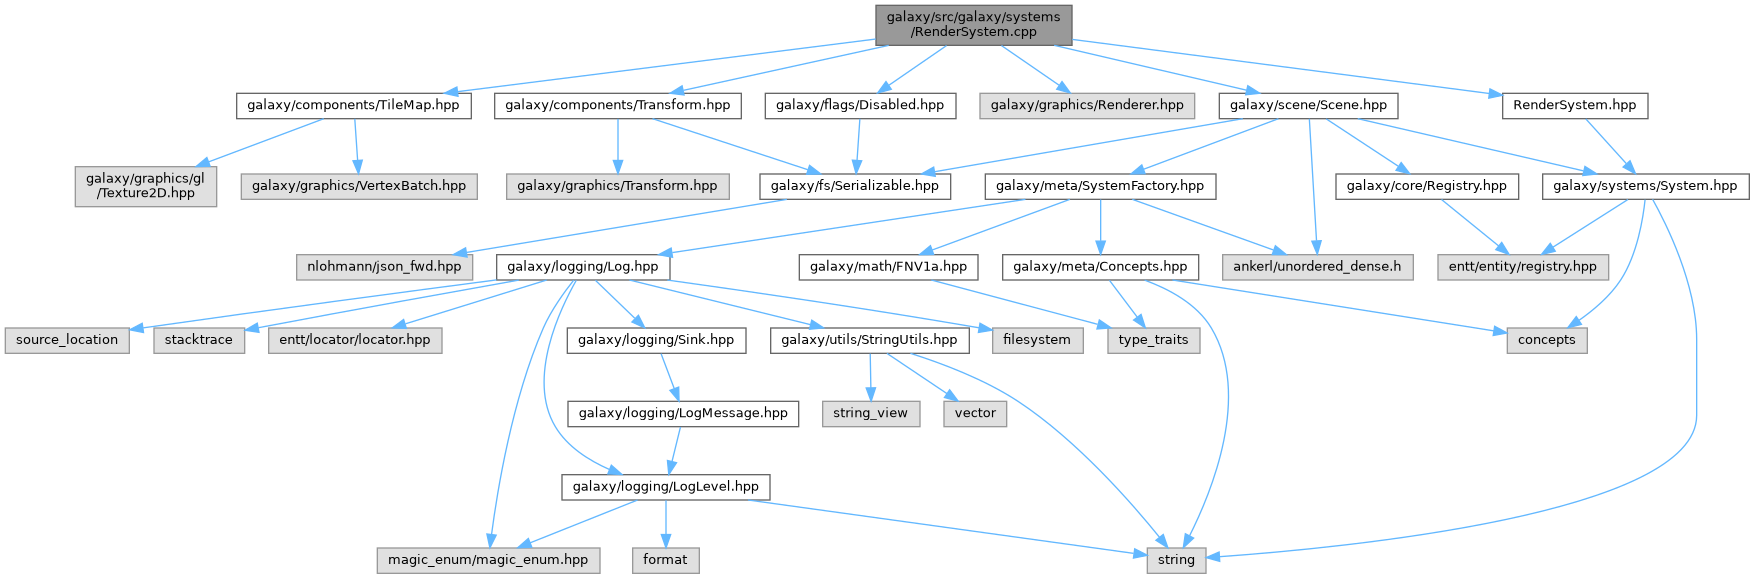 galaxy/src/galaxy/systems
/RenderSystem.cpp
galaxy/components/TileMap.hpp
galaxy/components/Transform.hpp
galaxy/flags/Disabled.hpp
galaxy/graphics/Renderer.hpp
galaxy/scene/Scene.hpp
RenderSystem.hpp
galaxy/graphics/gl
/Texture2D.hpp
galaxy/graphics/VertexBatch.hpp
galaxy/graphics/Transform.hpp
galaxy/fs/Serializable.hpp
galaxy/meta/SystemFactory.hpp
galaxy/core/Registry.hpp
galaxy/systems/System.hpp
nlohmann/json_fwd.hpp
galaxy/logging/Log.hpp
galaxy/math/FNV1a.hpp
galaxy/meta/Concepts.hpp
ankerl/unordered_dense.h
entt/entity/registry.hpp
source_location
stacktrace
entt/locator/locator.hpp
galaxy/logging/Sink.hpp
galaxy/utils/StringUtils.hpp
filesystem
type_traits
concepts
galaxy/logging/LogMessage.hpp
string_view
vector
galaxy/logging/LogLevel.hpp
magic_enum/magic_enum.hpp
format
string